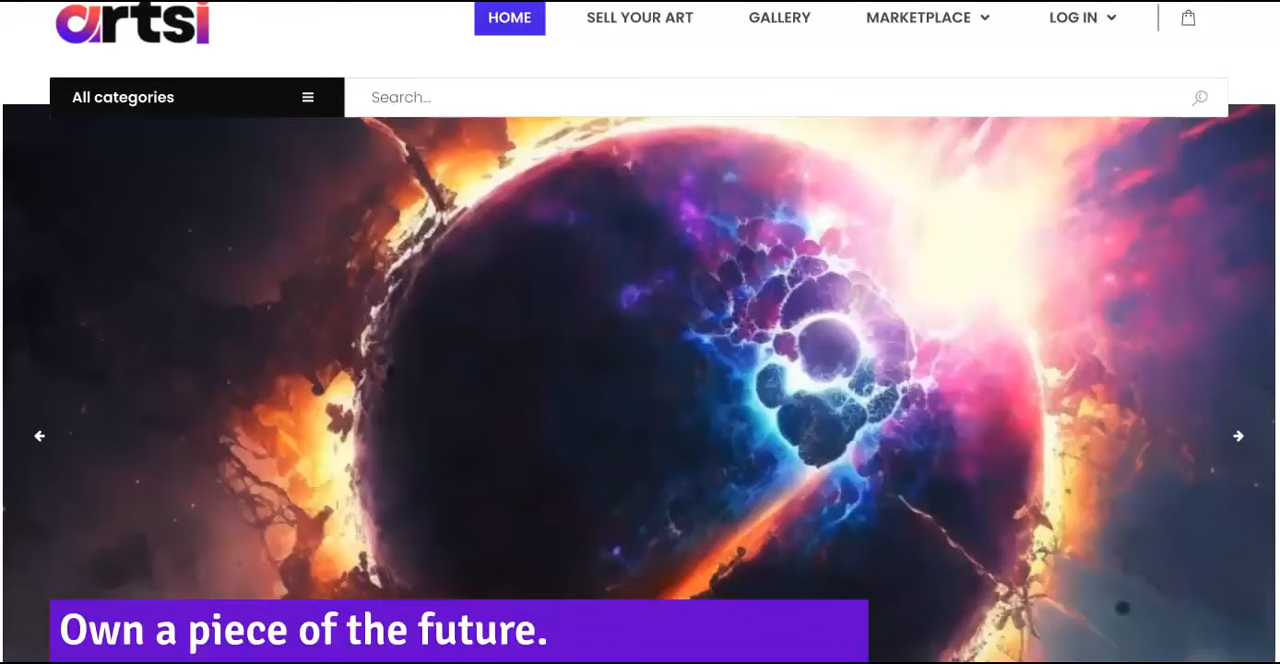 artsi
HOME SELL YOUR ART GALLERY MARKETPLACE LOG IN
All categories Search...
Own a piece of the future.